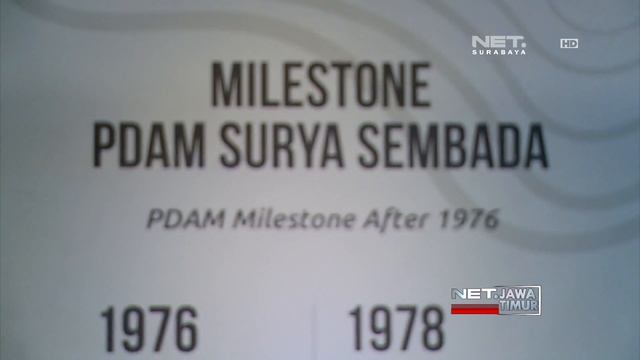 NET. HD
SURABAYA
MILESTONE
PDAM SURYA SEMBADA
PDAM Milestone After 1976
1976 1978
NET. JAWA
TIMUR